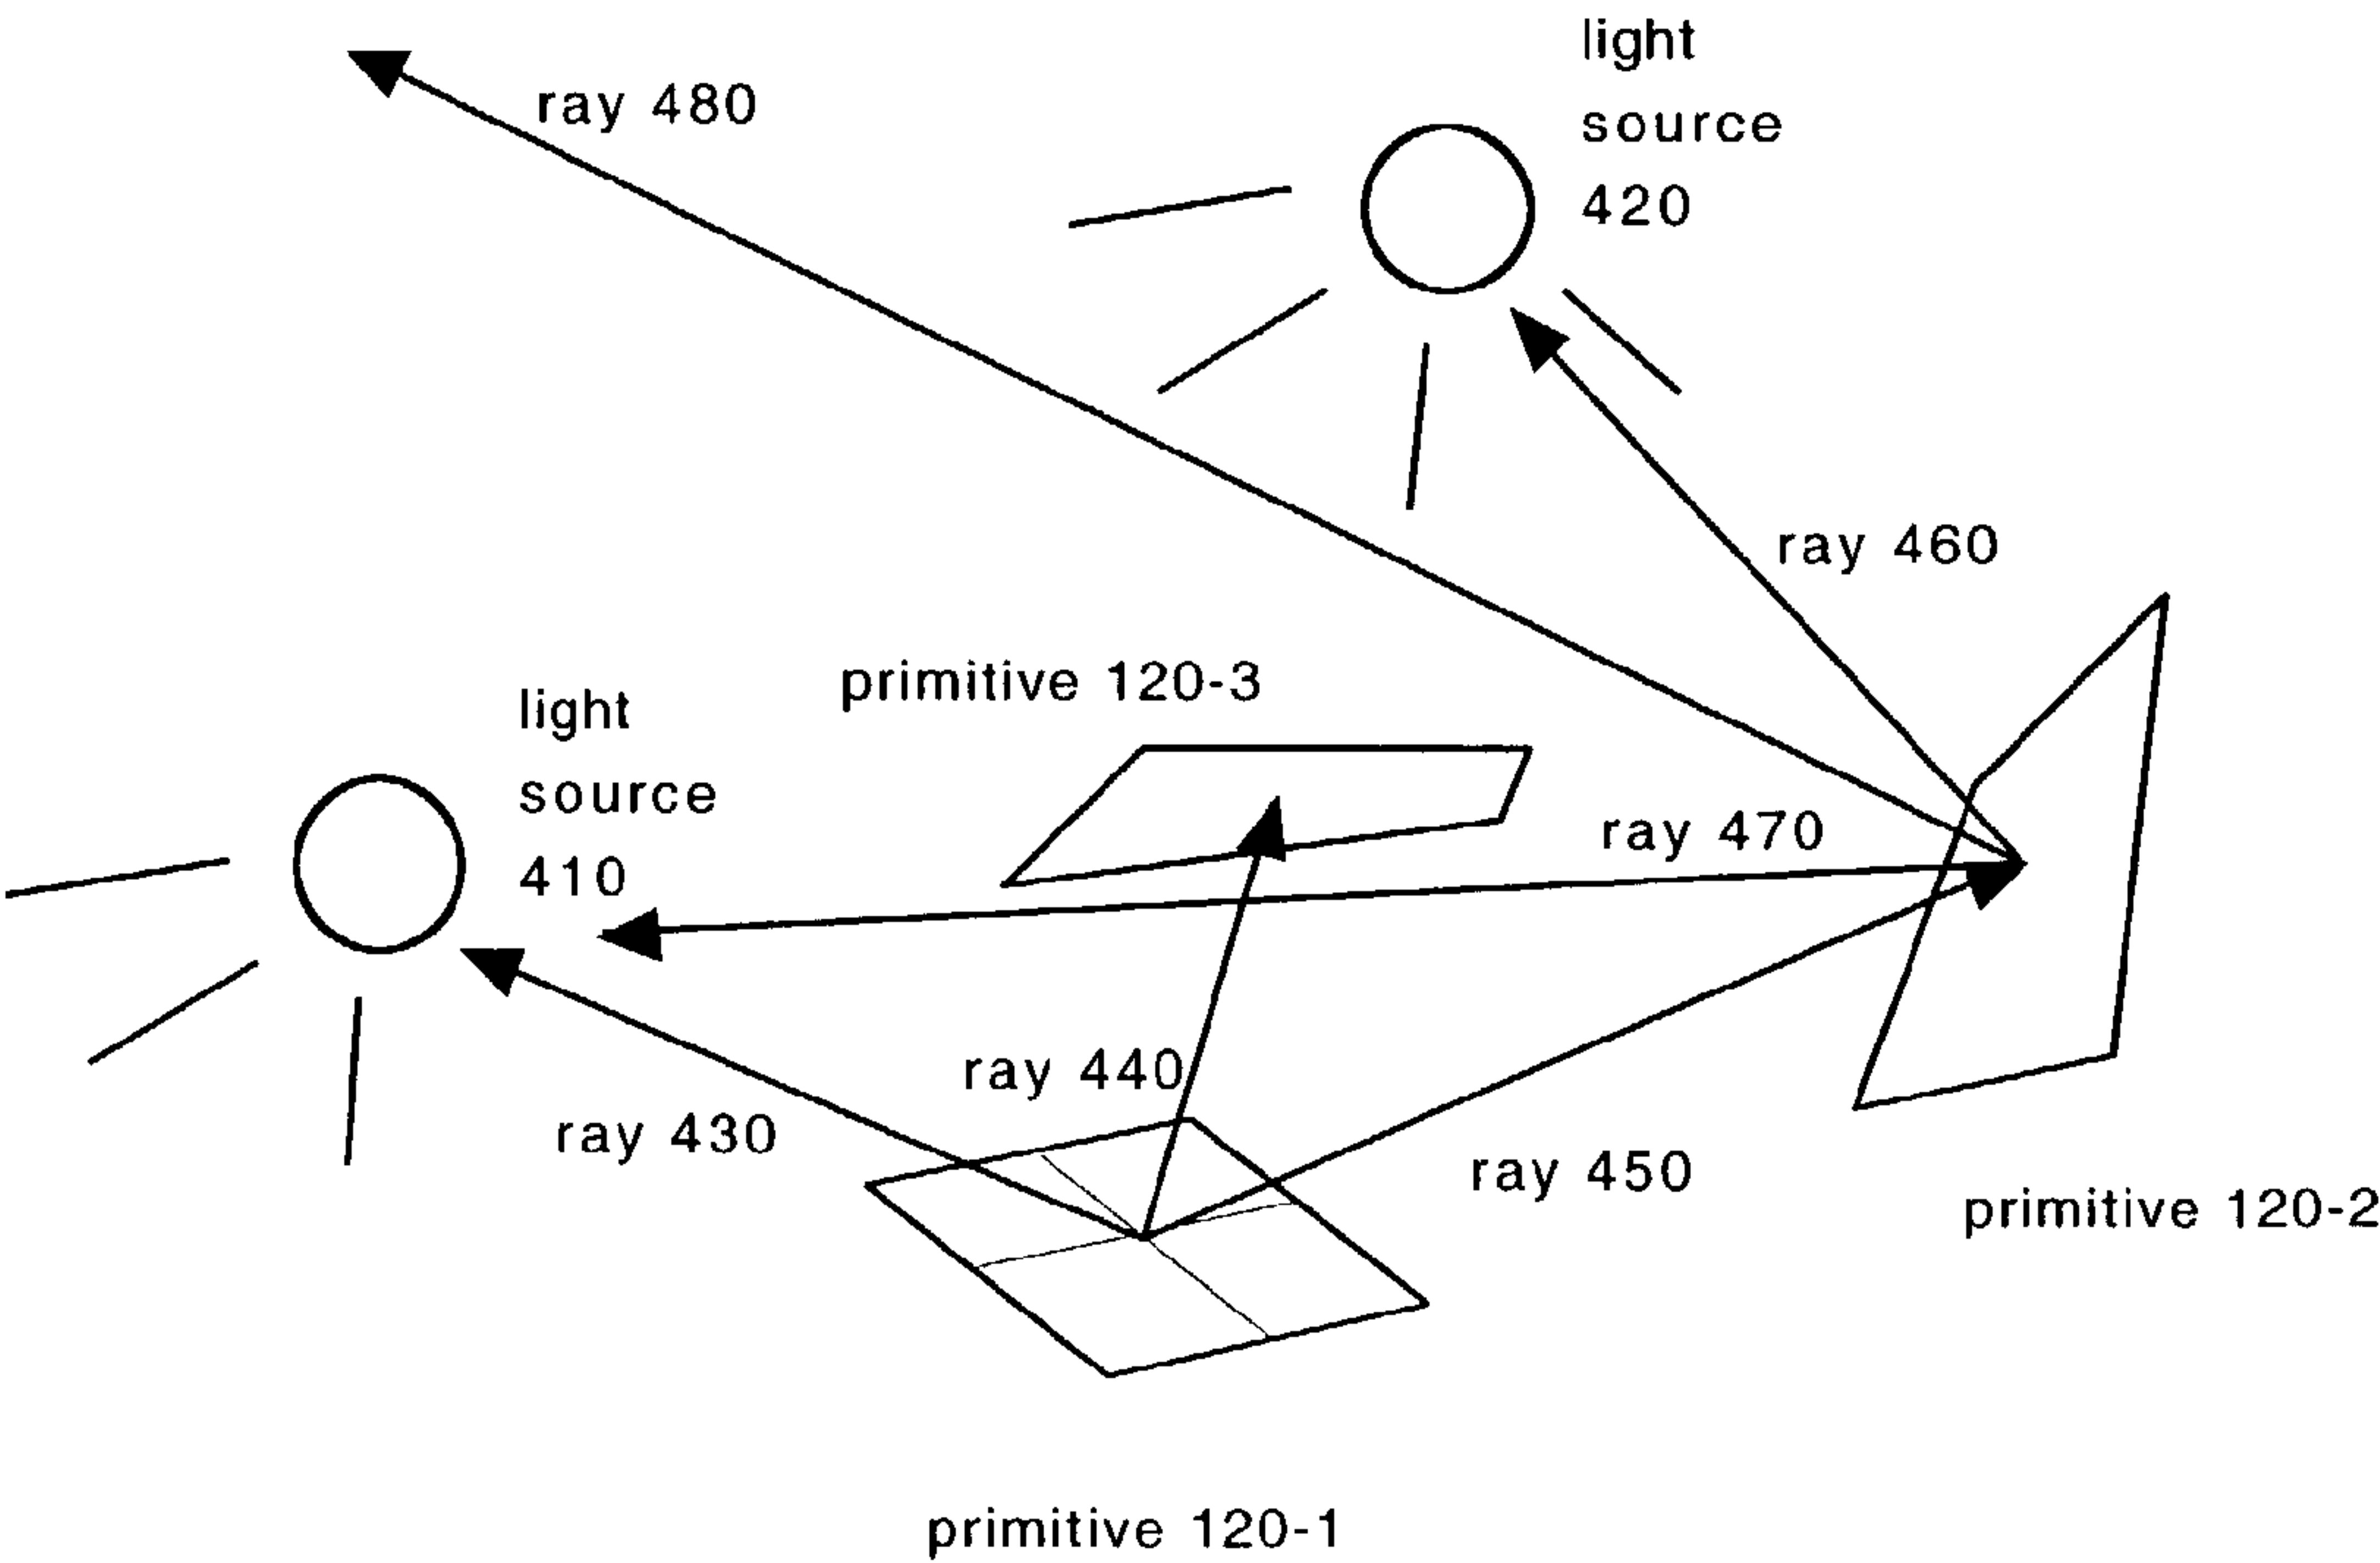 light
source
420
ray 480
ray 460
primitive 120-3
light
source
410
ray 470
ray 440
ray 430
ray 450
primitive 120-2
primitive 120-1